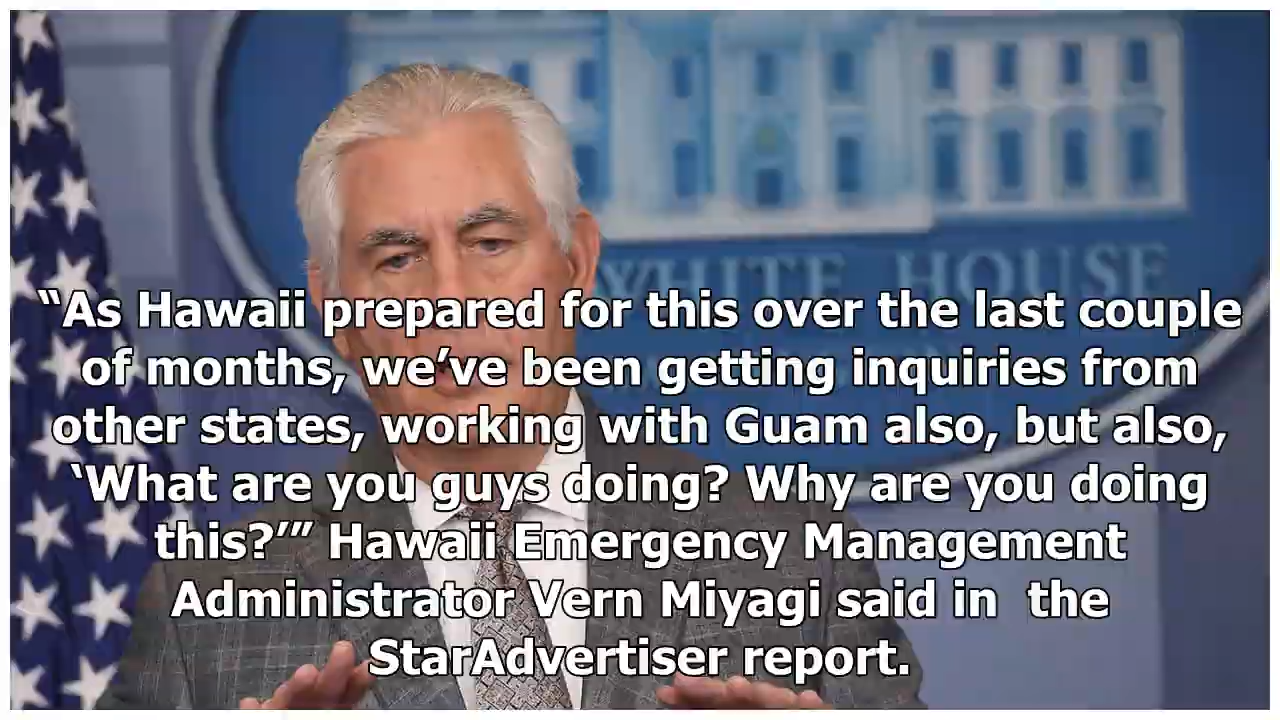 WHITE HOUSE
“As Hawaii prepared for this over the last couple
of months, we’ve been getting inquiries from
other states, working with Guam also, but also,
‘What are you guys doing? Why are you doing
this?’” Hawaii Emergency Management
Administrator Vern Miyagi said in  the
StarAdvertiser report.